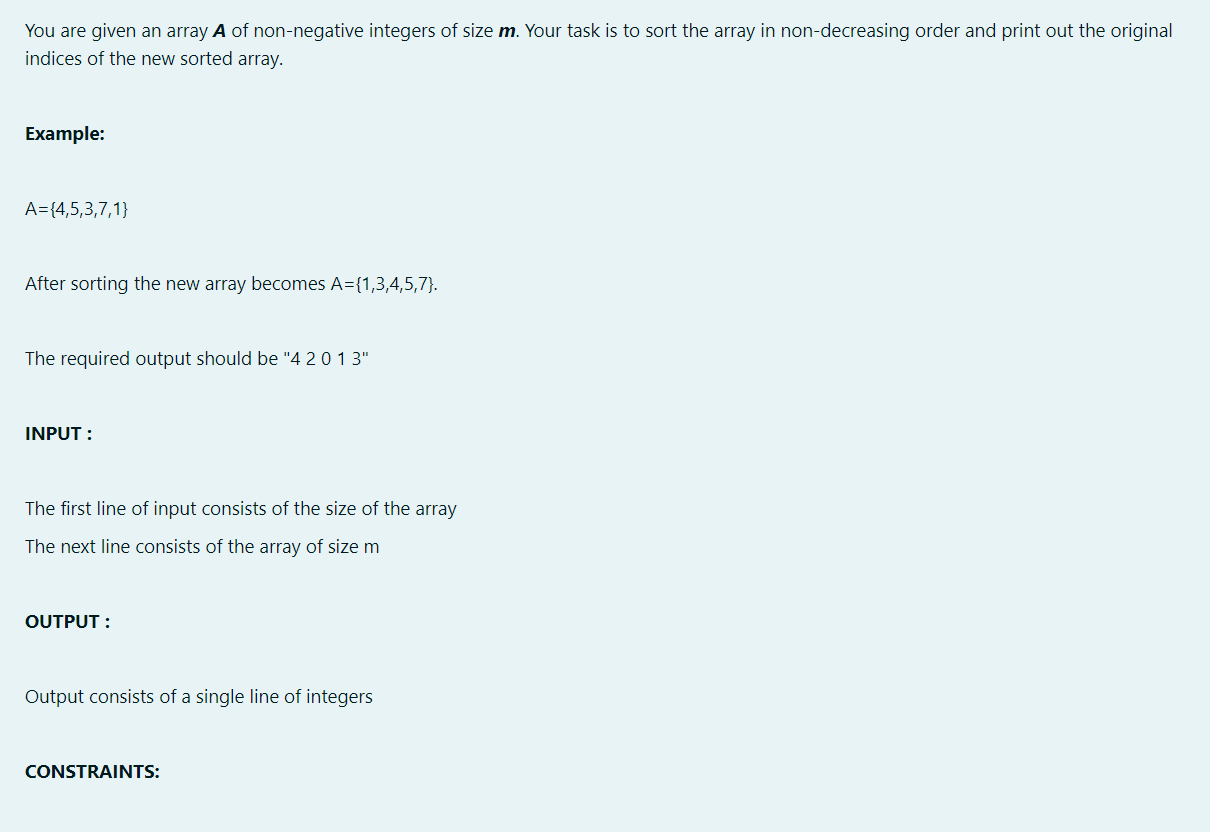 You are given an array A of non-negative integers of size m. Your task is to sort the array in non-decreasing order and print out the original
indices of the new sorted array.
Example:
A={4,5,3,7,1}
After sorting the new array becomes A={1,3,4,5,7}.
The required output should be "4 2 0 1 3"
INPUT :
The first line of input consists of the size of the array
The next line consists of the array of size m
OUTPUT :
Output consists of a single line of integers
CONSTRAINTS: